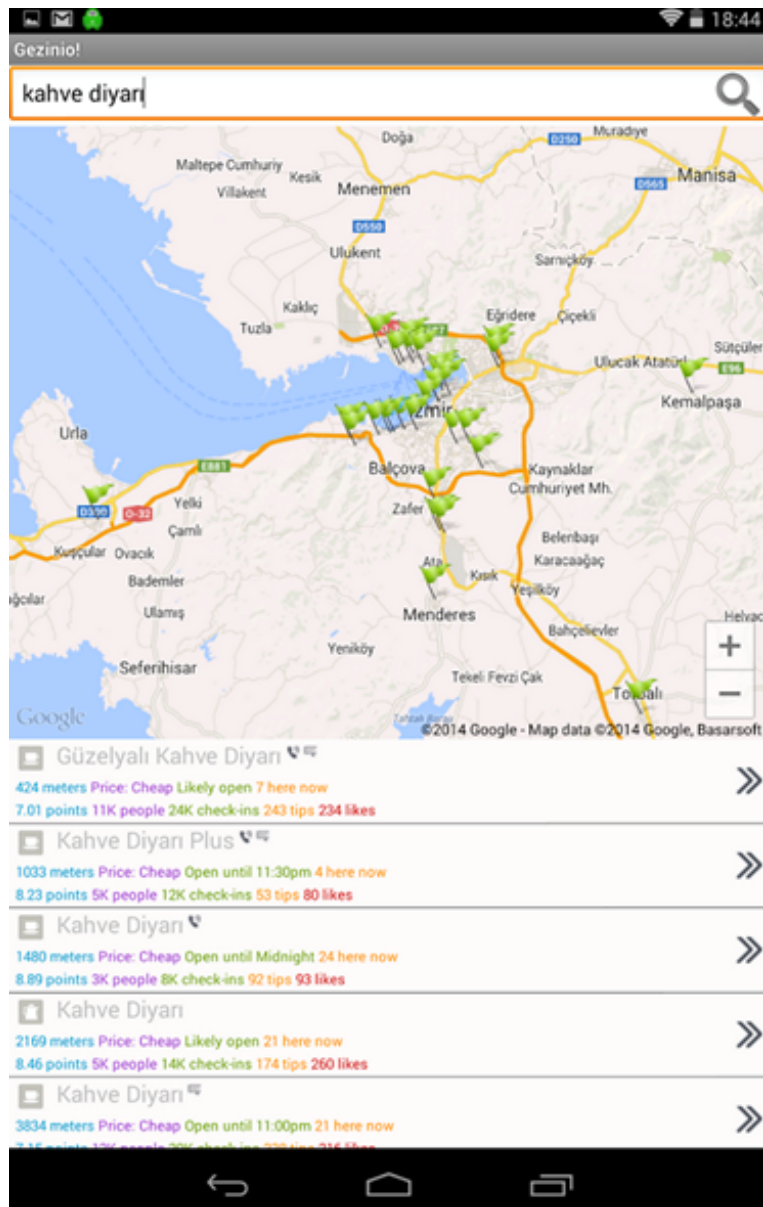 18:44
Gezinio!
kahve diyarı
Doğa
D250
Muradiye
Maltepe Cumhuriy
Villakent
Kesik
Menemen
D565
Manisa
D550
Ulukent
Sarnıçköy
Kaklıç
Tuzla
Eğridere
Çiçekli
Sütçüler
Ulucak Atatürk
E96
Kemalpaşa
Urla
E881
Balçova
Kaynaklar
Cumhuriyet Mh.
D300
O-32
Yelki
Zafer
Çamlı
Belenbaşı
Kuşçular
Ovacık
Karacaağaç
Ata
Kısık
Yeşilköy
Bademler
ğcılar
Ulamış
Menderes
Helvac
Bahçelievler
Yeniköy
Seferihisar
Tekeli Fevzi Çak
+
−
Google
Tahtalı Barajı
©2014 Google - Map data ©2014 Google, Basarsoft
Güzelyalı Kahve Diyarı
424 meters Price: Cheap Likely open 7 here now
7.01 points 11K people 24K check-ins 243 tips 234 likes
Kahve Diyarı Plus
1033 meters Price: Cheap Open until 11:30pm 4 here now
8.23 points 5K people 12K check-ins 53 tips 80 likes
Kahve Diyarı
1480 meters Price: Cheap Open until Midnight 24 here now
8.89 points 3K people 8K check-ins 92 tips 93 likes
Kahve Diyarı
2169 meters Price: Cheap Likely open 21 here now
8.46 points 5K people 14K check-ins 174 tips 260 likes
Kahve Diyarı
3834 meters Price: Cheap Open until 11:00pm 21 here now